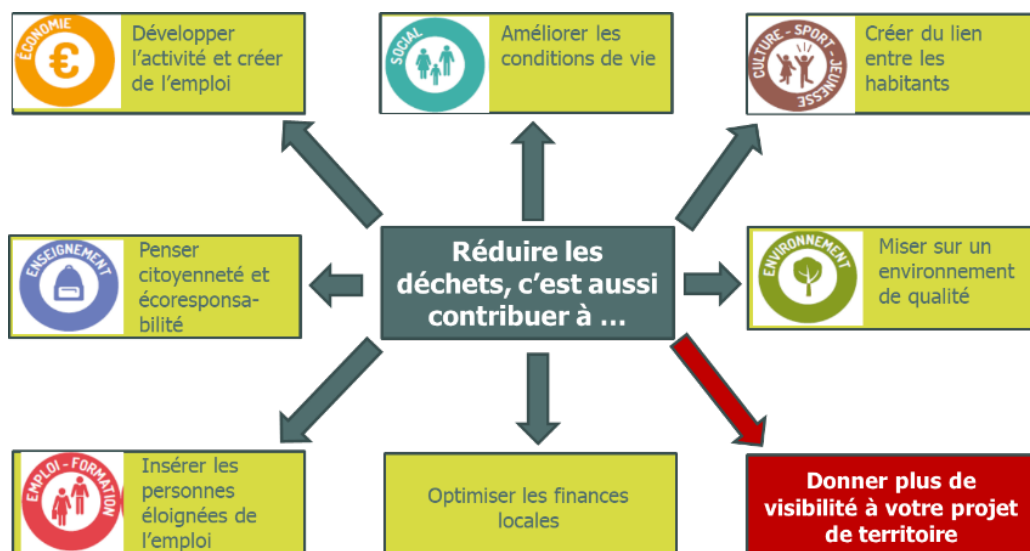 ÉCONOMIE
€
Développer
l'activité et créer
de l'emploi
SOCIAL
Améliorer les
conditions de vie
CULTURE - SPORT - JEUNESSE
Créer du lien
entre les
habitants
ENSEIGNEMENT
Penser
citoyenneté et
écoresponsa-
bilité
Réduire les
déchets, c'est aussi
contribuer à ...
ENVIRONNEMENT
Miser sur un
environnement
de qualité
EMPLOI - FORMATION
Insérer les
personnes
éloignées de
l'emploi
Optimiser les finances
locales
Donner plus de
visibilité à votre projet
de territoire